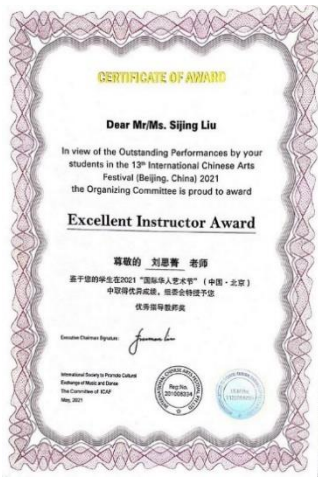 CERTIFICATE OF AWARD
Dear Mr/Ms. Sijing Liu
In view of the Outstanding Performances by your
students in the 13th International Chinese Arts
Festival (Beijing, China) 2021
the Organizing Committee is proud to award
Excellent Instructor Award
尊敬的 刘思菁 老师
鉴于您的学生在2021“国际华人艺术节”（中国·北京）
中取得优异成绩。组委会特授予您
优秀指导教师奖
Executive Chairman Signature:
International Society to Promote Cultural
Exchange of Music and Danse
The Committee of ICAF
May, 2021
Reg.No.
201008334